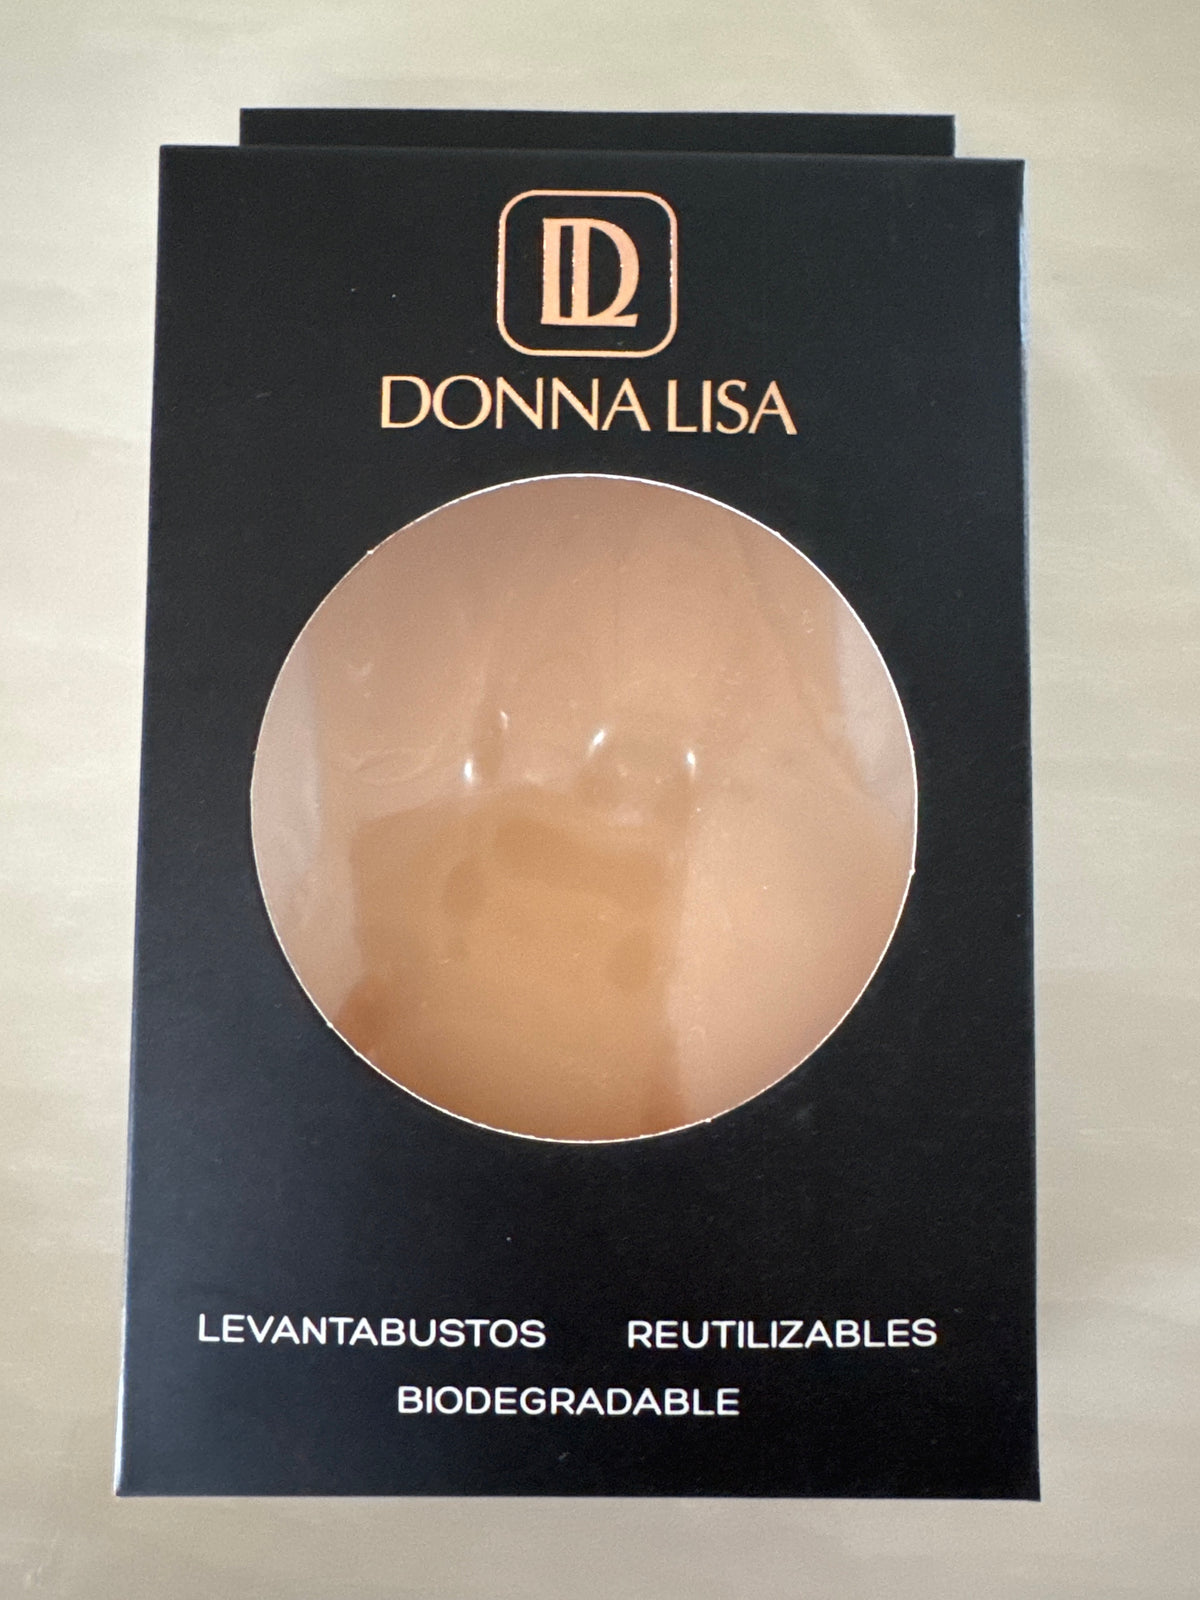 DL
DONNA LISA
LEVANTABUSTOS REUTILIZABLES
BIODEGRADABLE